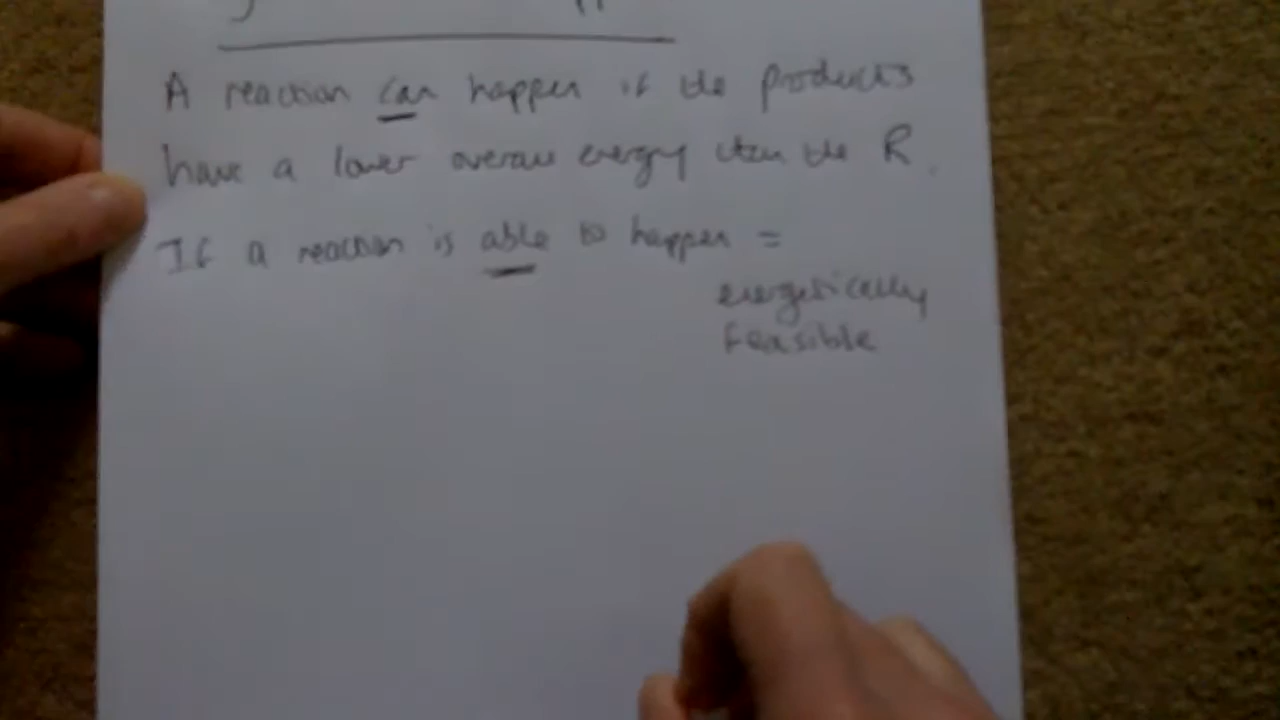 A reaction can happen if the products
have a lower overall energy than the R.
If a reaction is able to happen =
energetically
feasible